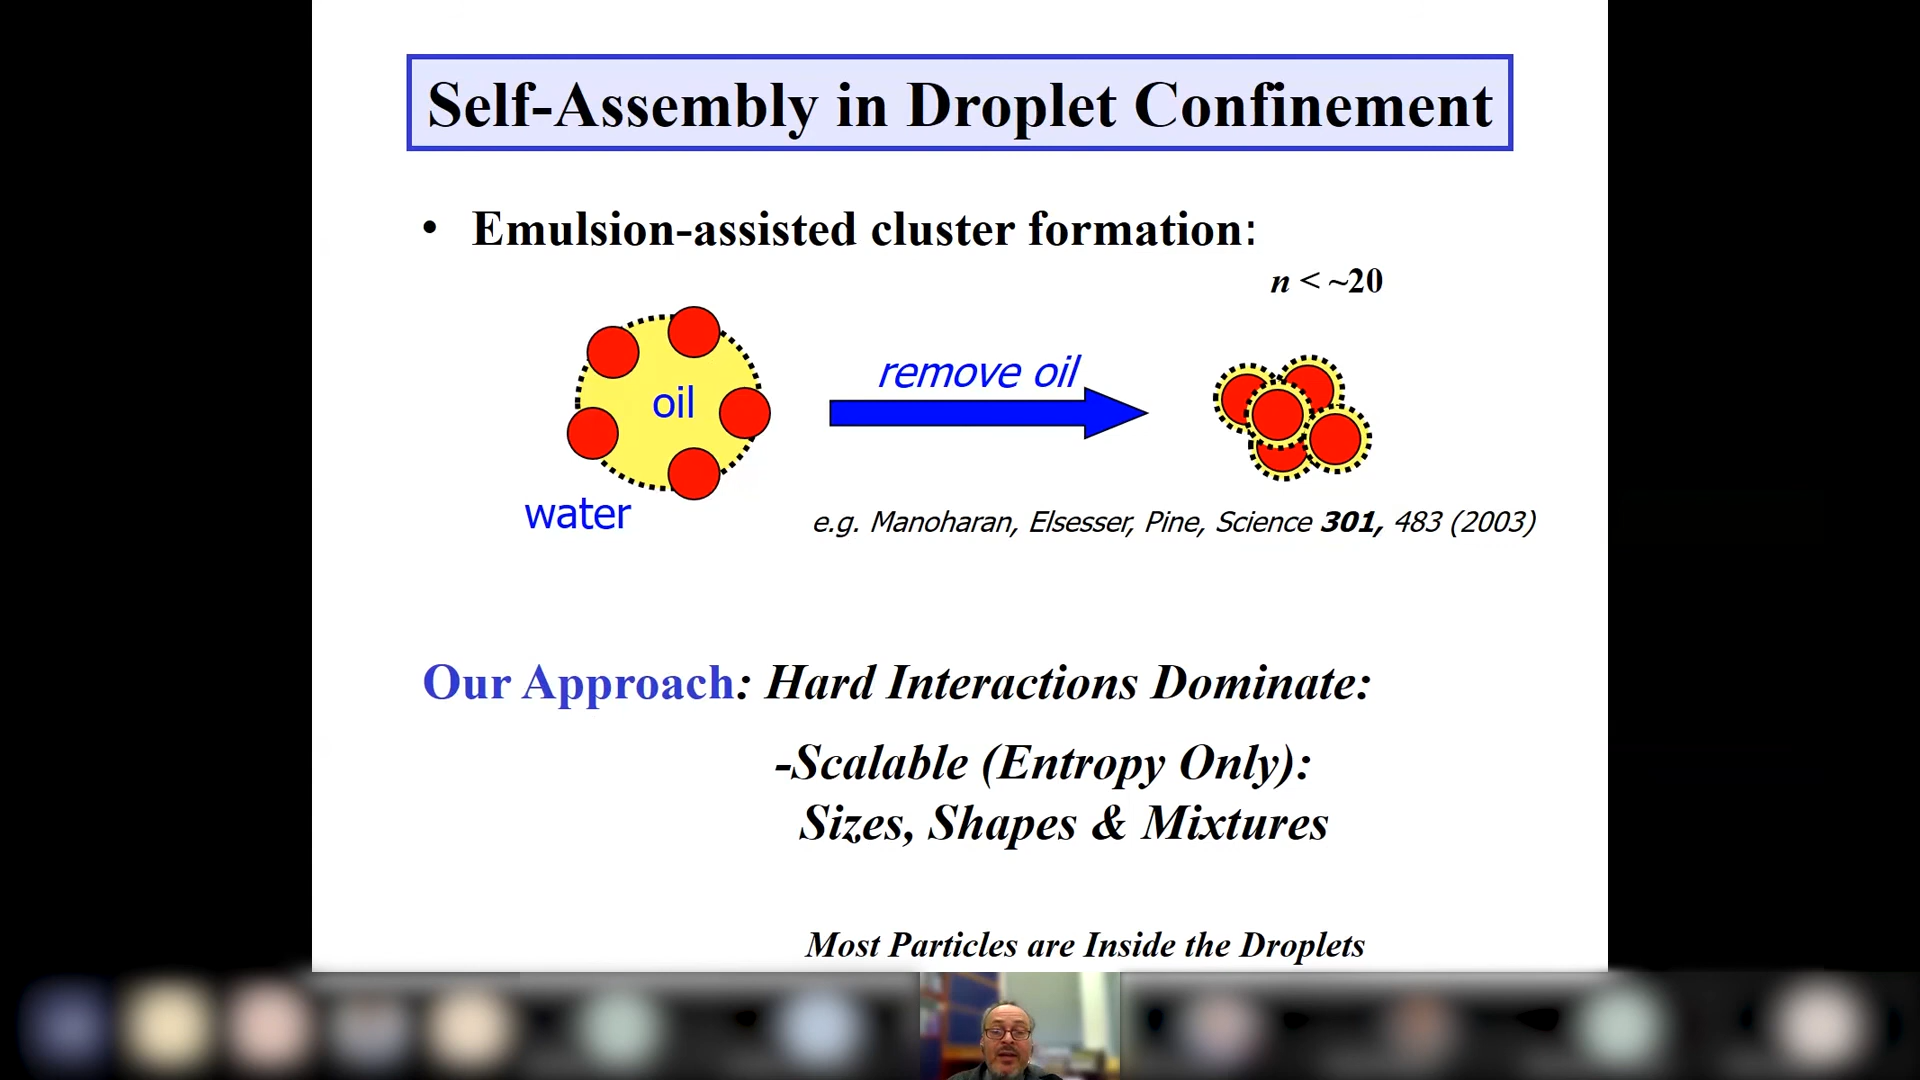 Self-Assembly in Droplet Confinement
• Emulsion-assisted cluster formation:
n < ~20
remove oil
oil
water
e.g. Manoharan, Elsesser, Pine, Science 301, 483 (2003)
Our Approach: Hard Interactions Dominate:
-Scalable (Entropy Only):
Sizes, Shapes & Mixtures
Most Particles are Inside the Droplets